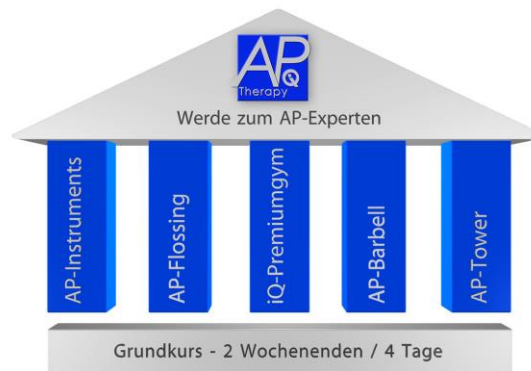 APQ
Therapy
Werde zum AP-Experten
AP-Instruments
AP-Flossing
iQ-Premiumgym
AP-Barbell
AP-Tower
Grundkurs - 2 Wochenenden / 4 Tage